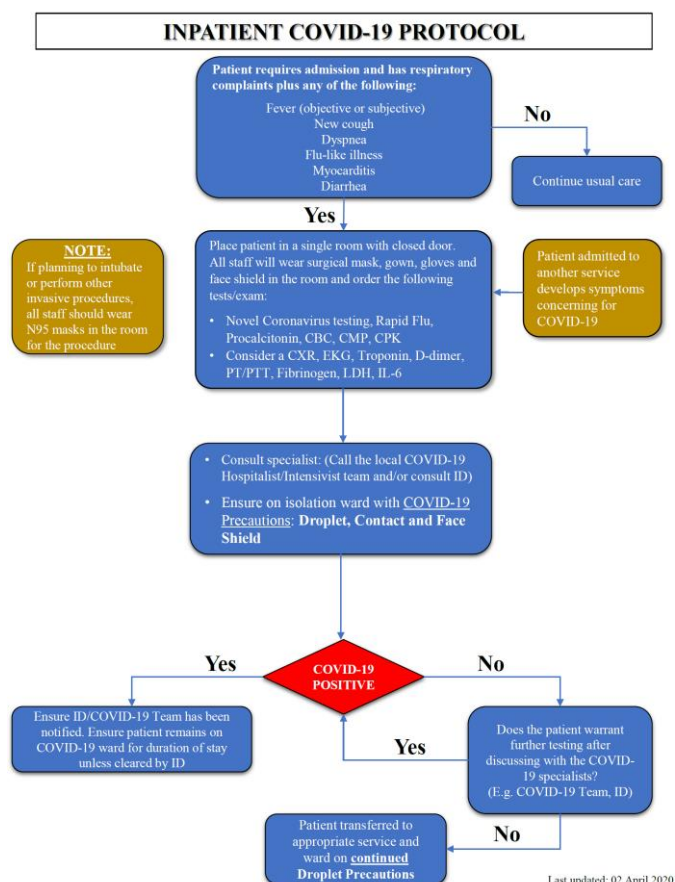 INPATIENT COVID-19 PROTOCOL
Patient requires admission and has respiratory
complaints plus any of the following:
Fever (objective or subjective)
New cough
Dyspnea
Flu-like illness
Myocarditis
Diarrhea
No
Continue usual care
Yes
NOTE:
If planning to intubate
or perform other
invasive procedures,
all staff should wear
N95 masks in the room
for the procedure
Place patient in a single room with closed door.
All staff will wear surgical mask, gown, gloves and
face shield in the room and order the following
tests/exam:
• Novel Coronavirus testing, Rapid Flu,
Procalcitonin, CBC, CMP, CPK
• Consider a CXR, EKG, Troponin, D-dimer,
PT/PTT, Fibrinogen, LDH, IL-6
Patient admitted to
another service
develops symptoms
concerning for
COVID-19
• Consult specialist: (Call the local COVID-19
Hospitalist/Intensivist team and/or consult ID)
• Ensure on isolation ward with COVID-19
Precautions: Droplet, Contact and Face
Shield
COVID-19
POSITIVE
Yes
No
Ensure ID/COVID-19 Team has been
notified. Ensure patient remains on
COVID-19 ward for duration of stay
unless cleared by ID
Does the patient warrant
further testing after
discussing with the COVID-
19 specialists?
(E.g. COVID-19 Team, ID)
Yes
No
Patient transferred to
appropriate service and
ward on continued
Droplet Precautions
Last updated: 02 April 2020